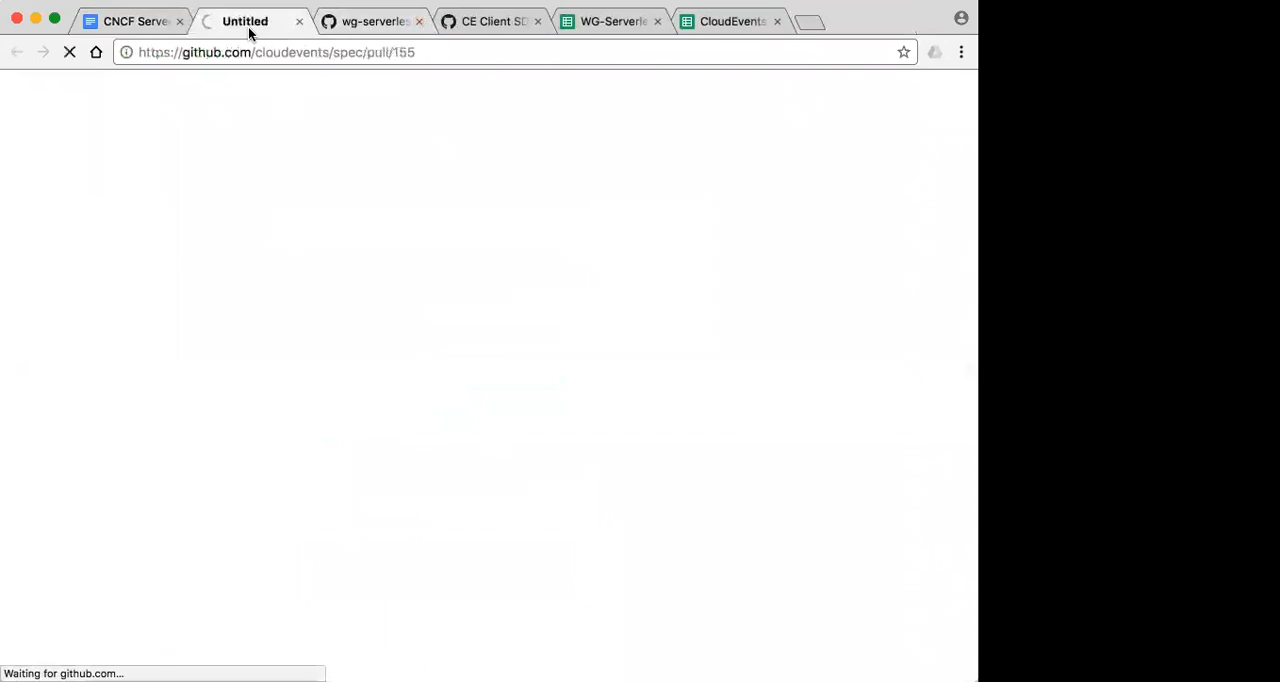 CNCF Serve
Untitled
wg-serverles
CE Client SD
WG-Serverle
CloudEvents
https://github.com/cloudevents/spec/pull/155
Waiting for github.com...